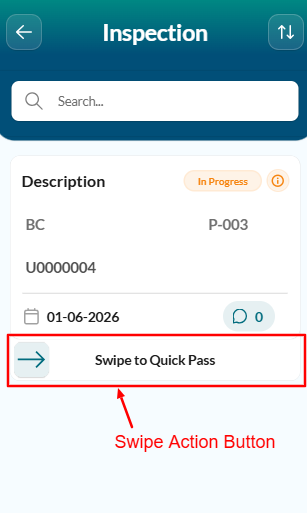 Inspection
Search...
Description
In Progress
BC
P-003
U0000004
01-06-2026
0
Swipe to Quick Pass
Swipe Action Button